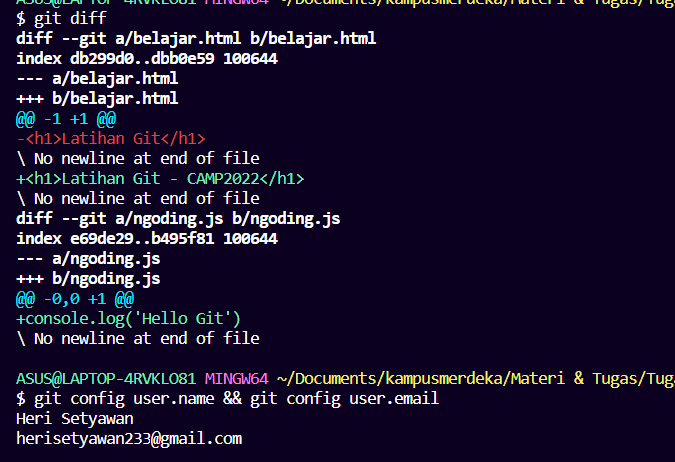 ASUS@LAPTOP-4RVKLO81 MINGW64 ~/Documents/kampusmerdeka/Materi & Tugas/Tug
$ git diff
diff --git a/belajar.html b/belajar.html
index db299d0..dbb0e59 100644
--- a/belajar.html
+++ b/belajar.html
@@ -1 +1 @@
-<h1>Latihan Git</h1>
\ No newline at end of file
+<h1>Latihan Git - CAMP2022</h1>
\ No newline at end of file
diff --git a/ngoding.js b/ngoding.js
index e69de29..b495f81 100644
--- a/ngoding.js
+++ b/ngoding.js
@@ -0,0 +1 @@
+console.log('Hello Git')
\ No newline at end of file
ASUS@LAPTOP-4RVKLO81 MINGW64 ~/Documents/kampusmerdeka/Materi & Tugas/Tug
$ git config user.name && git config user.email
Heri Setyawan
herisetyawan233@gmail.com